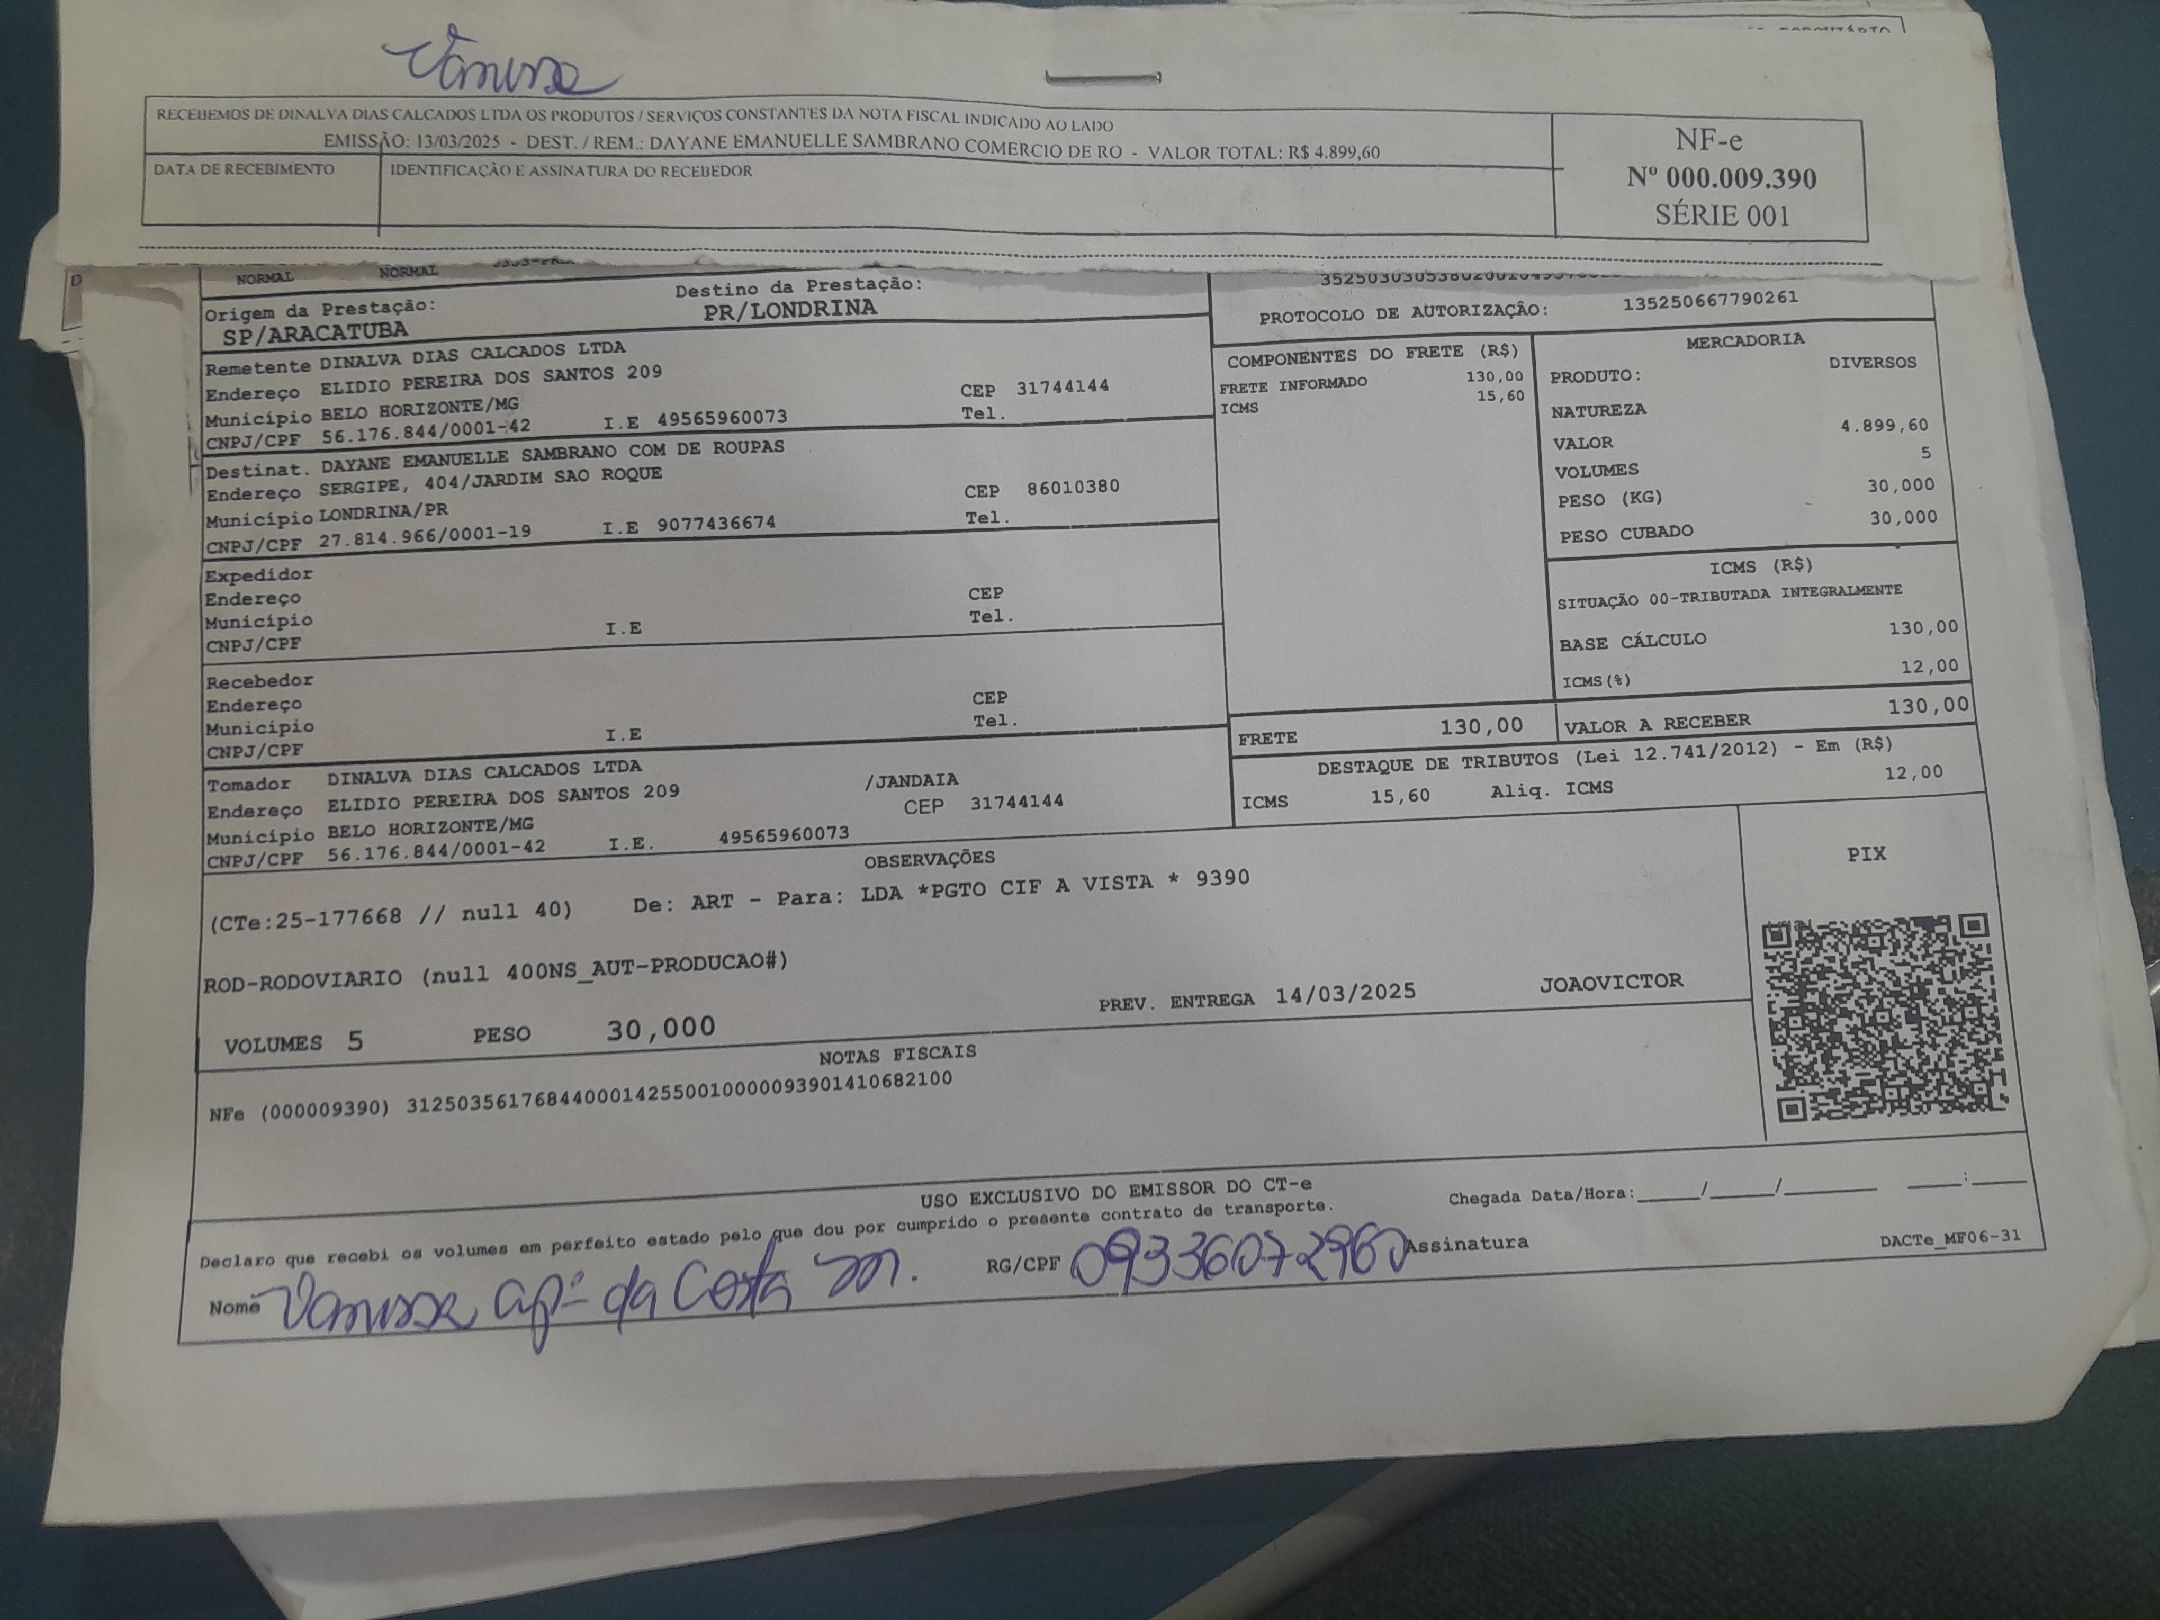 Vanessa
RECEBEMOS DE DINALVA DIAS CALCADOS LTDA OS PRODUTOS / SERVIÇOS CONSTANTES DA NOTA FISCAL INDICADO AO LADO
EMISSÃO: 13/03/2025 - DEST. / REM.: DAYANE EMANUELLE SAMBRANO COMERCIO DE RO - VALOR TOTAL: R$ 4.899,60
DATA DE RECEBIMENTO IDENTIFICAÇÃO E ASSINATURA DO RECEBEDOR
NF-e
Nº 000.009.390
SÉRIE 001
NORMAL NORMAL
Origem da Prestação: Destino da Prestação:
SP/ARACATUBA PR/LONDRINA
PROTOCOLO DE AUTORIZAÇÃO: 135250667790261
Remetente DINALVA DIAS CALCADOS LTDA
Endereço ELIDIO PEREIRA DOS SANTOS 209 CEP 31744144
Município BELO HORIZONTE/MG Tel.
CNPJ/CPF 56.176.844/0001-42 I.E 49565960073
Destinat. DAYANE EMANUELLE SAMBRANO COM DE ROUPAS
Endereço SERGIPE, 404/JARDIM SAO ROQUE CEP 86010380
Município LONDRINA/PR Tel.
CNPJ/CPF 27.814.966/0001-19 I.E 9077436674
Expedidor
Endereço CEP
Município Tel.
CNPJ/CPF I.E
Recebedor
Endereço CEP
Município Tel.
CNPJ/CPF I.E
Tomador DINALVA DIAS CALCADOS LTDA
Endereço ELIDIO PEREIRA DOS SANTOS 209 /JANDAIA
Município BELO HORIZONTE/MG CEP 31744144
CNPJ/CPF 56.176.844/0001-42 I.E. 49565960073
COMPONENTES DO FRETE (R$)
FRETE INFORMADO 130,00
ICMS 15,60
MERCADORIA
PRODUTO: DIVERSOS
NATUREZA
VALOR 4.899,60
VOLUMES 5
PESO (KG) 30,000
PESO CUBADO 30,000
ICMS (R$)
SITUAÇÃO 00-TRIBUTADA INTEGRALMENTE
BASE CÁLCULO 130,00
ICMS(%) 12,00
FRETE 130,00 VALOR A RECEBER 130,00
DESTAQUE DE TRIBUTOS (Lei 12.741/2012) - Em (R$)
ICMS 15,60 Aliq. ICMS 12,00
OBSERVAÇÕES
(CTe:25-177668 // null 40) De: ART - Para: LDA *PGTO CIF A VISTA * 9390
ROD-RODOVIARIO (null 400NS_AUT-PRODUCAO#)
PREV. ENTREGA 14/03/2025 JOAOVICTOR
VOLUMES 5 PESO 30,000
PIX
NOTAS FISCAIS
NFe (000009390) 31250356176844000142550010000093901410682100
USO EXCLUSIVO DO EMISSOR DO CT-e
Declaro que recebi os volumes em perfeito estado pelo que dou por cumprido o presente contrato de transporte.
Chegada Data/Hora:_____/_____/_______ ____:____
Nome Vanessa Apª da Costa M. RG/CPF 09336072960 Assinatura
DACTe_MF06-31